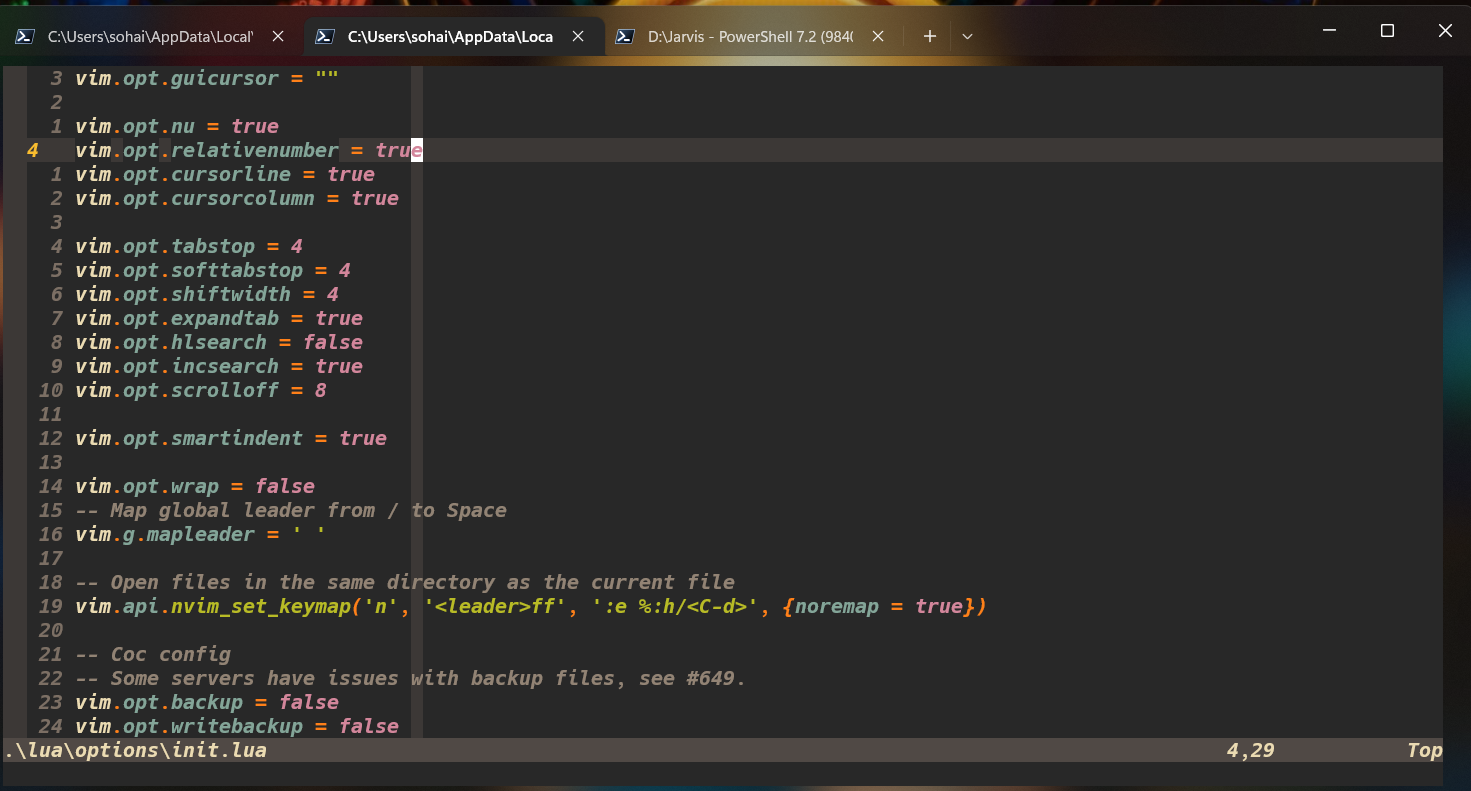 C:\Users\sohai\AppData\Local\
C:\Users\sohai\AppData\Loca
D:\Jarvis - PowerShell 7.2 (984
3 vim.opt.guicursor = ""
2
1 vim.opt.nu = true
4 vim.opt.relativenumber = true
1 vim.opt.cursorline = true
2 vim.opt.cursorcolumn = true
3
4 vim.opt.tabstop = 4
5 vim.opt.softtabstop = 4
6 vim.opt.shiftwidth = 4
7 vim.opt.expandtab = true
8 vim.opt.hlsearch = false
9 vim.opt.incsearch = true
10 vim.opt.scrolloff = 8
11
12 vim.opt.smartindent = true
13
14 vim.opt.wrap = false
15 -- Map global leader from / to Space
16 vim.g.mapleader = ' '
17
18 -- Open files in the same directory as the current file
19 vim.api.nvim_set_keymap('n', '<leader>ff', ':e %:h/<C-d>', {noremap = true})
20
21 -- Coc config
22 -- Some servers have issues with backup files, see #649.
23 vim.opt.backup = false
24 vim.opt.writebackup = false
.\lua\options\init.lua 4,29 Top